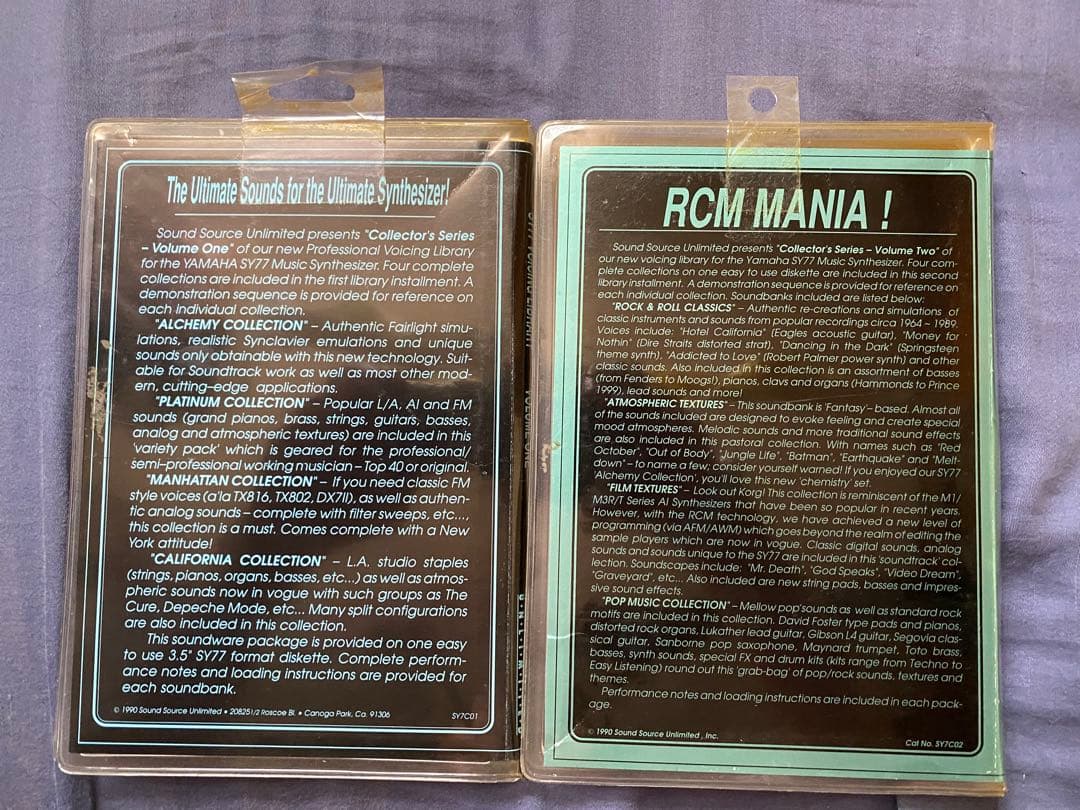 The Ultimate Sounds for the Ultimate Synthesizer!
Sound Source Unlimited presents "Collector's Series
– Volume One" of our new Professional Voicing Library
for the YAMAHA SY77 Music Synthesizer. Four complete
collections are included in the first library installment. A
demonstration sequence is provided for reference on
each individual collection.
"ALCHEMY COLLECTION" – Authentic Fairlight simu-
lations, realistic Synclavier emulations and unique
sounds only obtainable with this new technology. Suit-
able for Soundtrack work as well as most other mod-
ern, cutting–edge applications.
"PLATINUM COLLECTION" – Popular L/A, AI and FM
sounds (grand pianos, brass, strings, guitars, basses,
analog and atmospheric textures) are included in this
'variety pack' which is geared for the professional/
semi–professional working musician – Top 40 or original.
"MANHATTAN COLLECTION" – If you need classic FM
style voices (a'la TX816, TX802, DX7II), as well as authen-
tic analog sounds – complete with filter sweeps, etc...,
this collection is a must. Comes complete with a New
York attitude!
"CALIFORNIA COLLECTION" – L.A. studio staples
(strings, pianos, organs, basses, etc...) as well as atmos-
pheric sounds now in vogue with such groups as The
Cure, Depeche Mode, etc... Many split configurations
are also included in this collection.
This soundware package is provided on one easy
to use 3.5" SY77 format diskette. Complete perform-
ance notes and loading instructions are provided for
each soundbank.
© 1990 Sound Source Unlimited • 208251/2 Roscoe Bl. • Canoga Park, Ca. 91306
SY7C01
VOLUME ONE
RCM MANIA !
Sound Source Unlimited presents "Collector's Series – Volume Two" of
our new voicing library for the Yamaha SY77 Music Synthesizer. Four com-
plete collections on one easy to use diskette are included in this second
library installment. A demonstration sequence is provided for reference on
each individual collection. Soundbanks included are listed below:
"ROCK & ROLL CLASSICS" – Authentic re-creations and simulations of
classic instruments and sounds from popular recordings circa 1964 – 1989.
Voices include: "Hotel California" (Eagles acoustic guitar), "Money for
Nothin" (Dire Straits distorted strat), "Dancing in the Dark" (Springsteen
theme synth), "Addicted to Love" (Robert Palmer power synth) and other
classic sounds. Also included in this collection is an assortment of basses
(from Fenders to Moogs!), pianos, clavs and organs (Hammonds to Prince
1999), lead sounds and more!
"ATMOSPHERIC TEXTURES" – This soundbank is 'Fantasy'– based. Almost all
of the sounds included are designed to evoke feeling and create special
mood atmospheres. Melodic sounds and more traditional sound effects
are also included in this pastoral collection. With names such as "Red
October", "Out of Body", "Jungle Life", "Batman", "Earthquake" and "Melt-
down" – to name a few; consider yourself warned! If you enjoyed our SY77
'Alchemy Collection', you'll love this new 'chemistry' set.
"FILM TEXTURES" – Look out Korg! This collection is reminiscent of the M1/
M3R/T Series AI Synthesizers that have been so popular in recent years.
However, with the RCM technology, we have achieved a new level of
programming (via AFM/AWM) which goes beyond the realm of editing the
sample players which are now in vogue. Classic digital sounds, analog
sounds and sounds unique to the SY77 are included in this 'soundtrack' col-
lection. Soundscapes include: "Mr. Death", "God Speaks", "Video Dream",
"Graveyard", etc... Also included are new string pads, basses and impres-
sive sound effects.
"POP MUSIC COLLECTION" – Mellow pop sounds as well as standard rock
motifs are included in this collection. David Foster type pads and pianos,
distorted rock organs, Lukather lead guitar, Gibson L4 guitar, Segovia clas-
sical guitar, Sanborne pop saxophone, Maynard trumpet, Toto brass,
basses, synth sounds, special FX and drum kits (kits range from Techno to
Easy Listening) round out this 'grab-bag' of pop/rock sounds, textures and
themes.
Performance notes and loading instructions are included in each pack-
age.
© 1990 Sound Source Unlimited , Inc.
Cat No. SY7C02